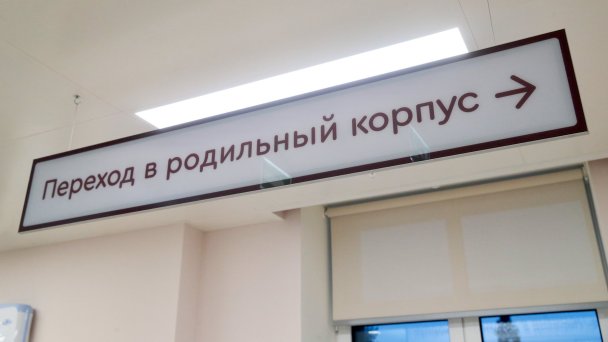 Переход в родильный корпус →